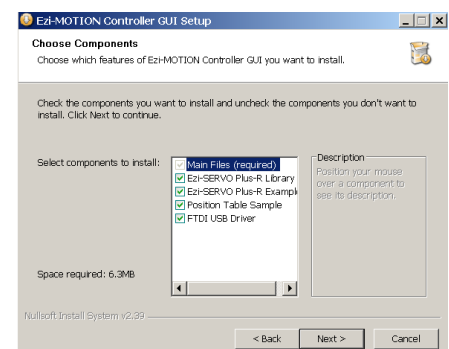 Ezi-MOTION Controller GUI Setup
Choose Components
Choose which features of Ezi-MOTION Controller GUI you want to install.
Check the components you want to install and uncheck the components you don't want to
install. Click Next to continue.
Select components to install:
Main Files (required)
Ezi-SERVO Plus-R Library
Ezi-SERVO Plus-R Exampl
Position Table Sample
FTDI USB Driver
Description
Position your mouse
over a component to
see its description.
Space required: 6.3MB
Nullsoft Install System v2.39
< Back
Next >
Cancel